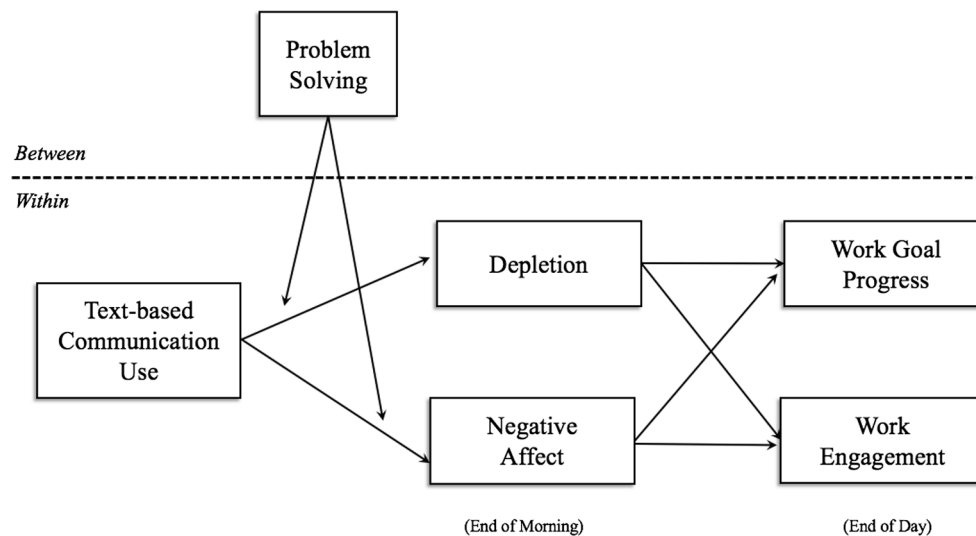 Problem
Solving
Between
Within
Text-based
Communication
Use
Depletion
Work Goal
Progress
Negative
Affect
Work
Engagement
(End of Morning)
(End of Day)